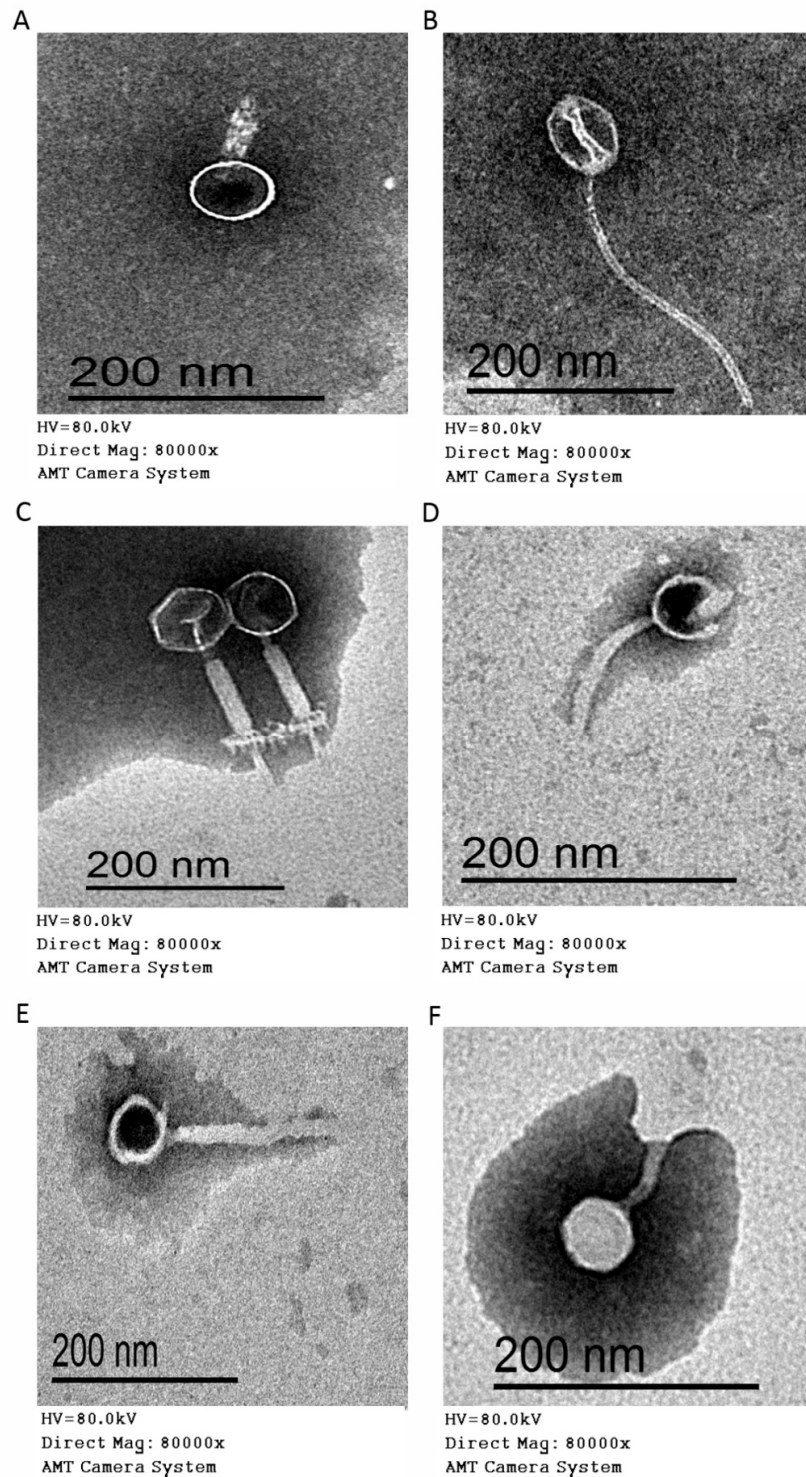 A
B
200 nm
200 nm
HV=80.0kV
Direct Mag: 80000x
AMT Camera System
HV=80.0kV
Direct Mag: 80000x
AMT Camera System
C
D
200 nm
200 nm
HV=80.0kV
Direct Mag: 80000x
AMT Camera System
HV=80.0kV
Direct Mag: 80000x
AMT Camera System
E
F
200 nm
200 nm
HV=80.0kV
Direct Mag: 80000x
AMT Camera System
HV=80.0kV
Direct Mag: 80000x
AMT Camera System